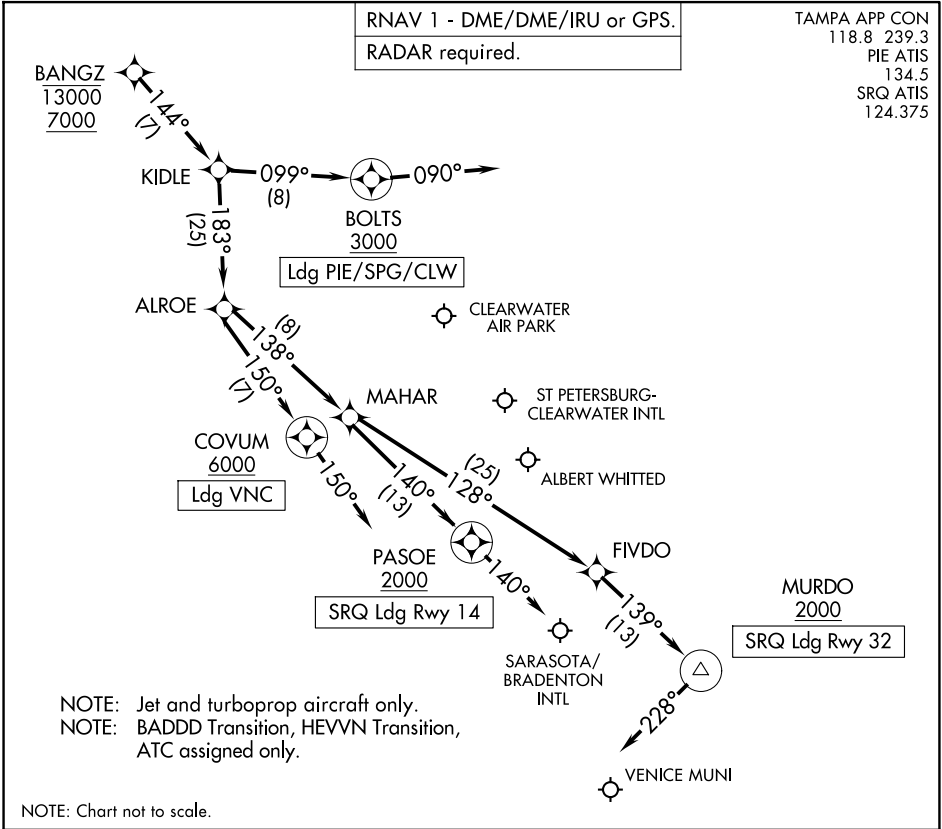 RNAV 1 - DME/DME/IRU or GPS.
RADAR required.
TAMPA APP CON
118.8 239.3
PIE ATIS
134.5
SRQ ATIS
124.375
BANGZ
13000
7000
144°
(7)
KIDLE
099°
(8)
090°
BOLTS
3000
Ldg PIE/SPG/CLW
183°
(25)
ALROE
CLEARWATER
AIR PARK
(8)
138°
150°
(7)
MAHAR
ST PETERSBURG-
CLEARWATER INTL
COVUM
6000
Ldg VNC
150°
140°
(13)
(25)
128°
ALBERT WHITTED
PASOE
2000
SRQ Ldg Rwy 14
140°
FIVDO
139°
(13)
MURDO
2000
SRQ Ldg Rwy 32
SARASOTA/
BRADENTON
INTL
228°
VENICE MUNI
NOTE: Jet and turboprop aircraft only.
NOTE: BADDD Transition, HEVVN Transition,
ATC assigned only.
NOTE: Chart not to scale.